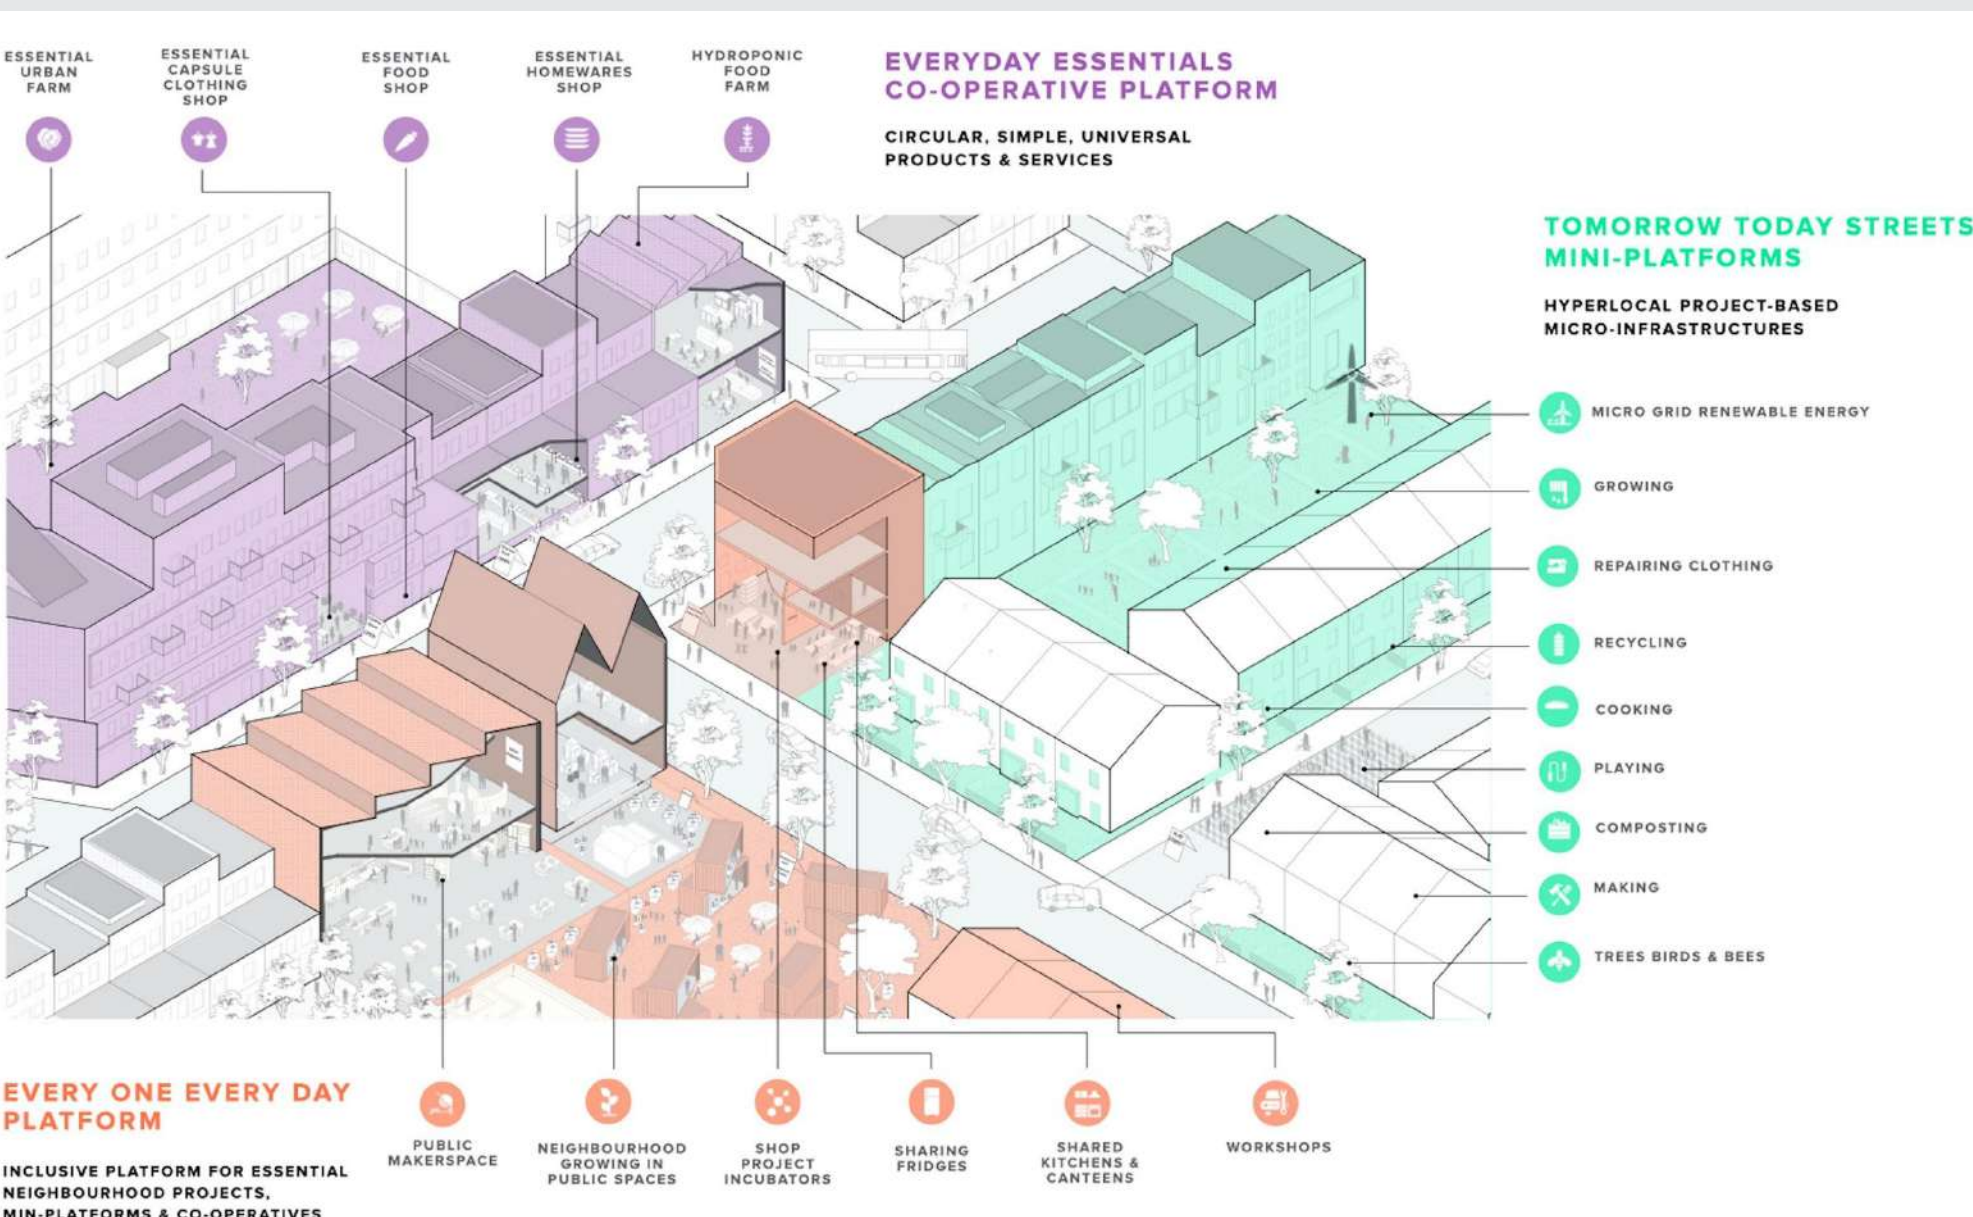 ESSENTIAL
URBAN
FARM
ESSENTIAL
CAPSULE
CLOTHING
SHOP
ESSENTIAL
FOOD
SHOP
ESSENTIAL
HOMEWARES
SHOP
HYDROPONIC
FOOD
FARM
EVERYDAY ESSENTIALS
CO-OPERATIVE PLATFORM
CIRCULAR, SIMPLE, UNIVERSAL
PRODUCTS & SERVICES
TOMORROW TODAY STREETS
MINI-PLATFORMS
HYPERLOCAL PROJECT-BASED
MICRO-INFRASTRUCTURES
MICRO GRID RENEWABLE ENERGY
GROWING
REPAIRING CLOTHING
RECYCLING
COOKING
PLAYING
COMPOSTING
MAKING
TREES BIRDS & BEES
EVERY ONE EVERY DAY
PLATFORM
INCLUSIVE PLATFORM FOR ESSENTIAL
NEIGHBOURHOOD PROJECTS,
MIN-PLATFORMS & CO-OPERATIVES
PUBLIC
MAKERSPACE
NEIGHBOURHOOD
GROWING IN
PUBLIC SPACES
SHOP
PROJECT
INCUBATORS
SHARING
FRIDGES
SHARED
KITCHENS &
CANTEENS
WORKSHOPS